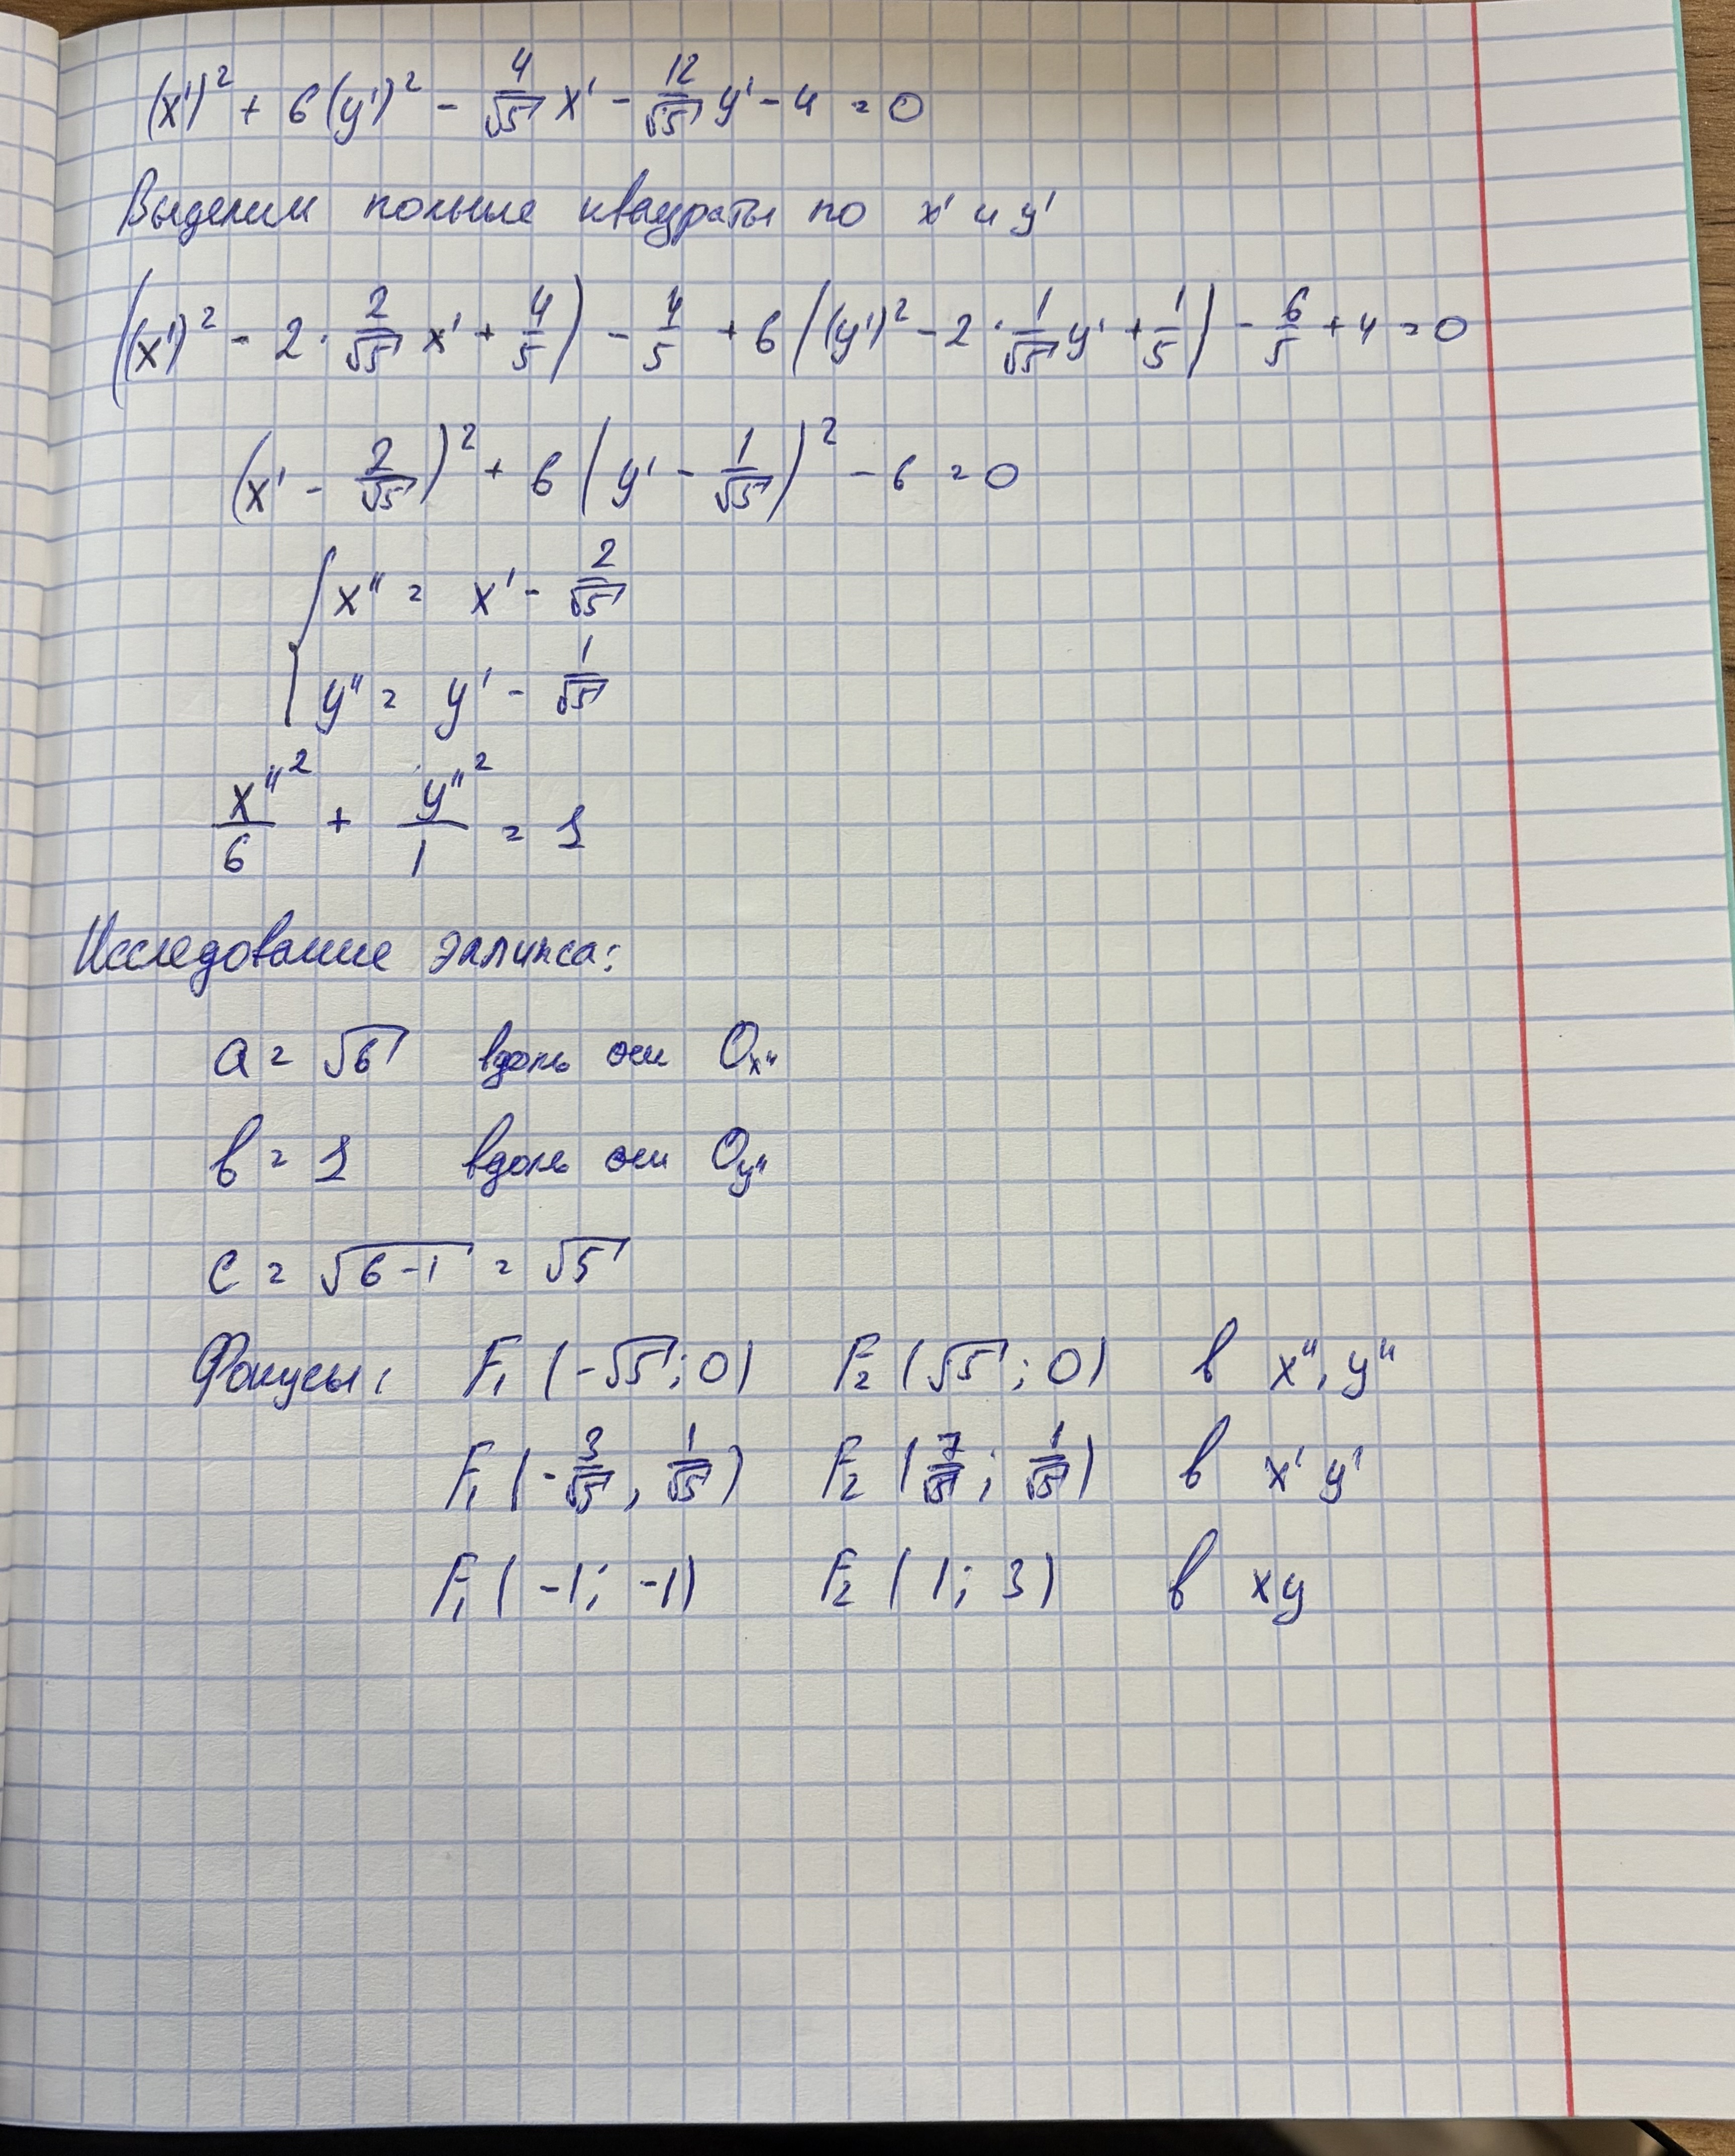 (x')² + 6(y')² - 4/√5 x' - 12/√5 y' - 4 = 0
Выделим полные квадраты по x' и y'
((x')² - 2 · 2/√5 x' + 4/5) - 4/5 + 6((y')² - 2 · 1/√5 y' + 1/5) - 6/5 + 4 = 0
(x' - 2/√5)² + 6(y' - 1/√5)² - 6 = 0
{ x'' = x' - 2/√5
y'' = y' - 1/√5
x''²/6 + y''²/1 = 1
Исследование эллипса:
a = √6 вдоль оси Ox''
b = 1 вдоль оси Oy''
c = √(6-1) = √5
Фокусы: F₁(-√5; 0) F₂(√5; 0) в x'', y''
F₁(-3/√5, 1/√5) F₂(7/√5; 1/√5) в x' y'
F₁(-1; -1) F₂(1; 3) в xy